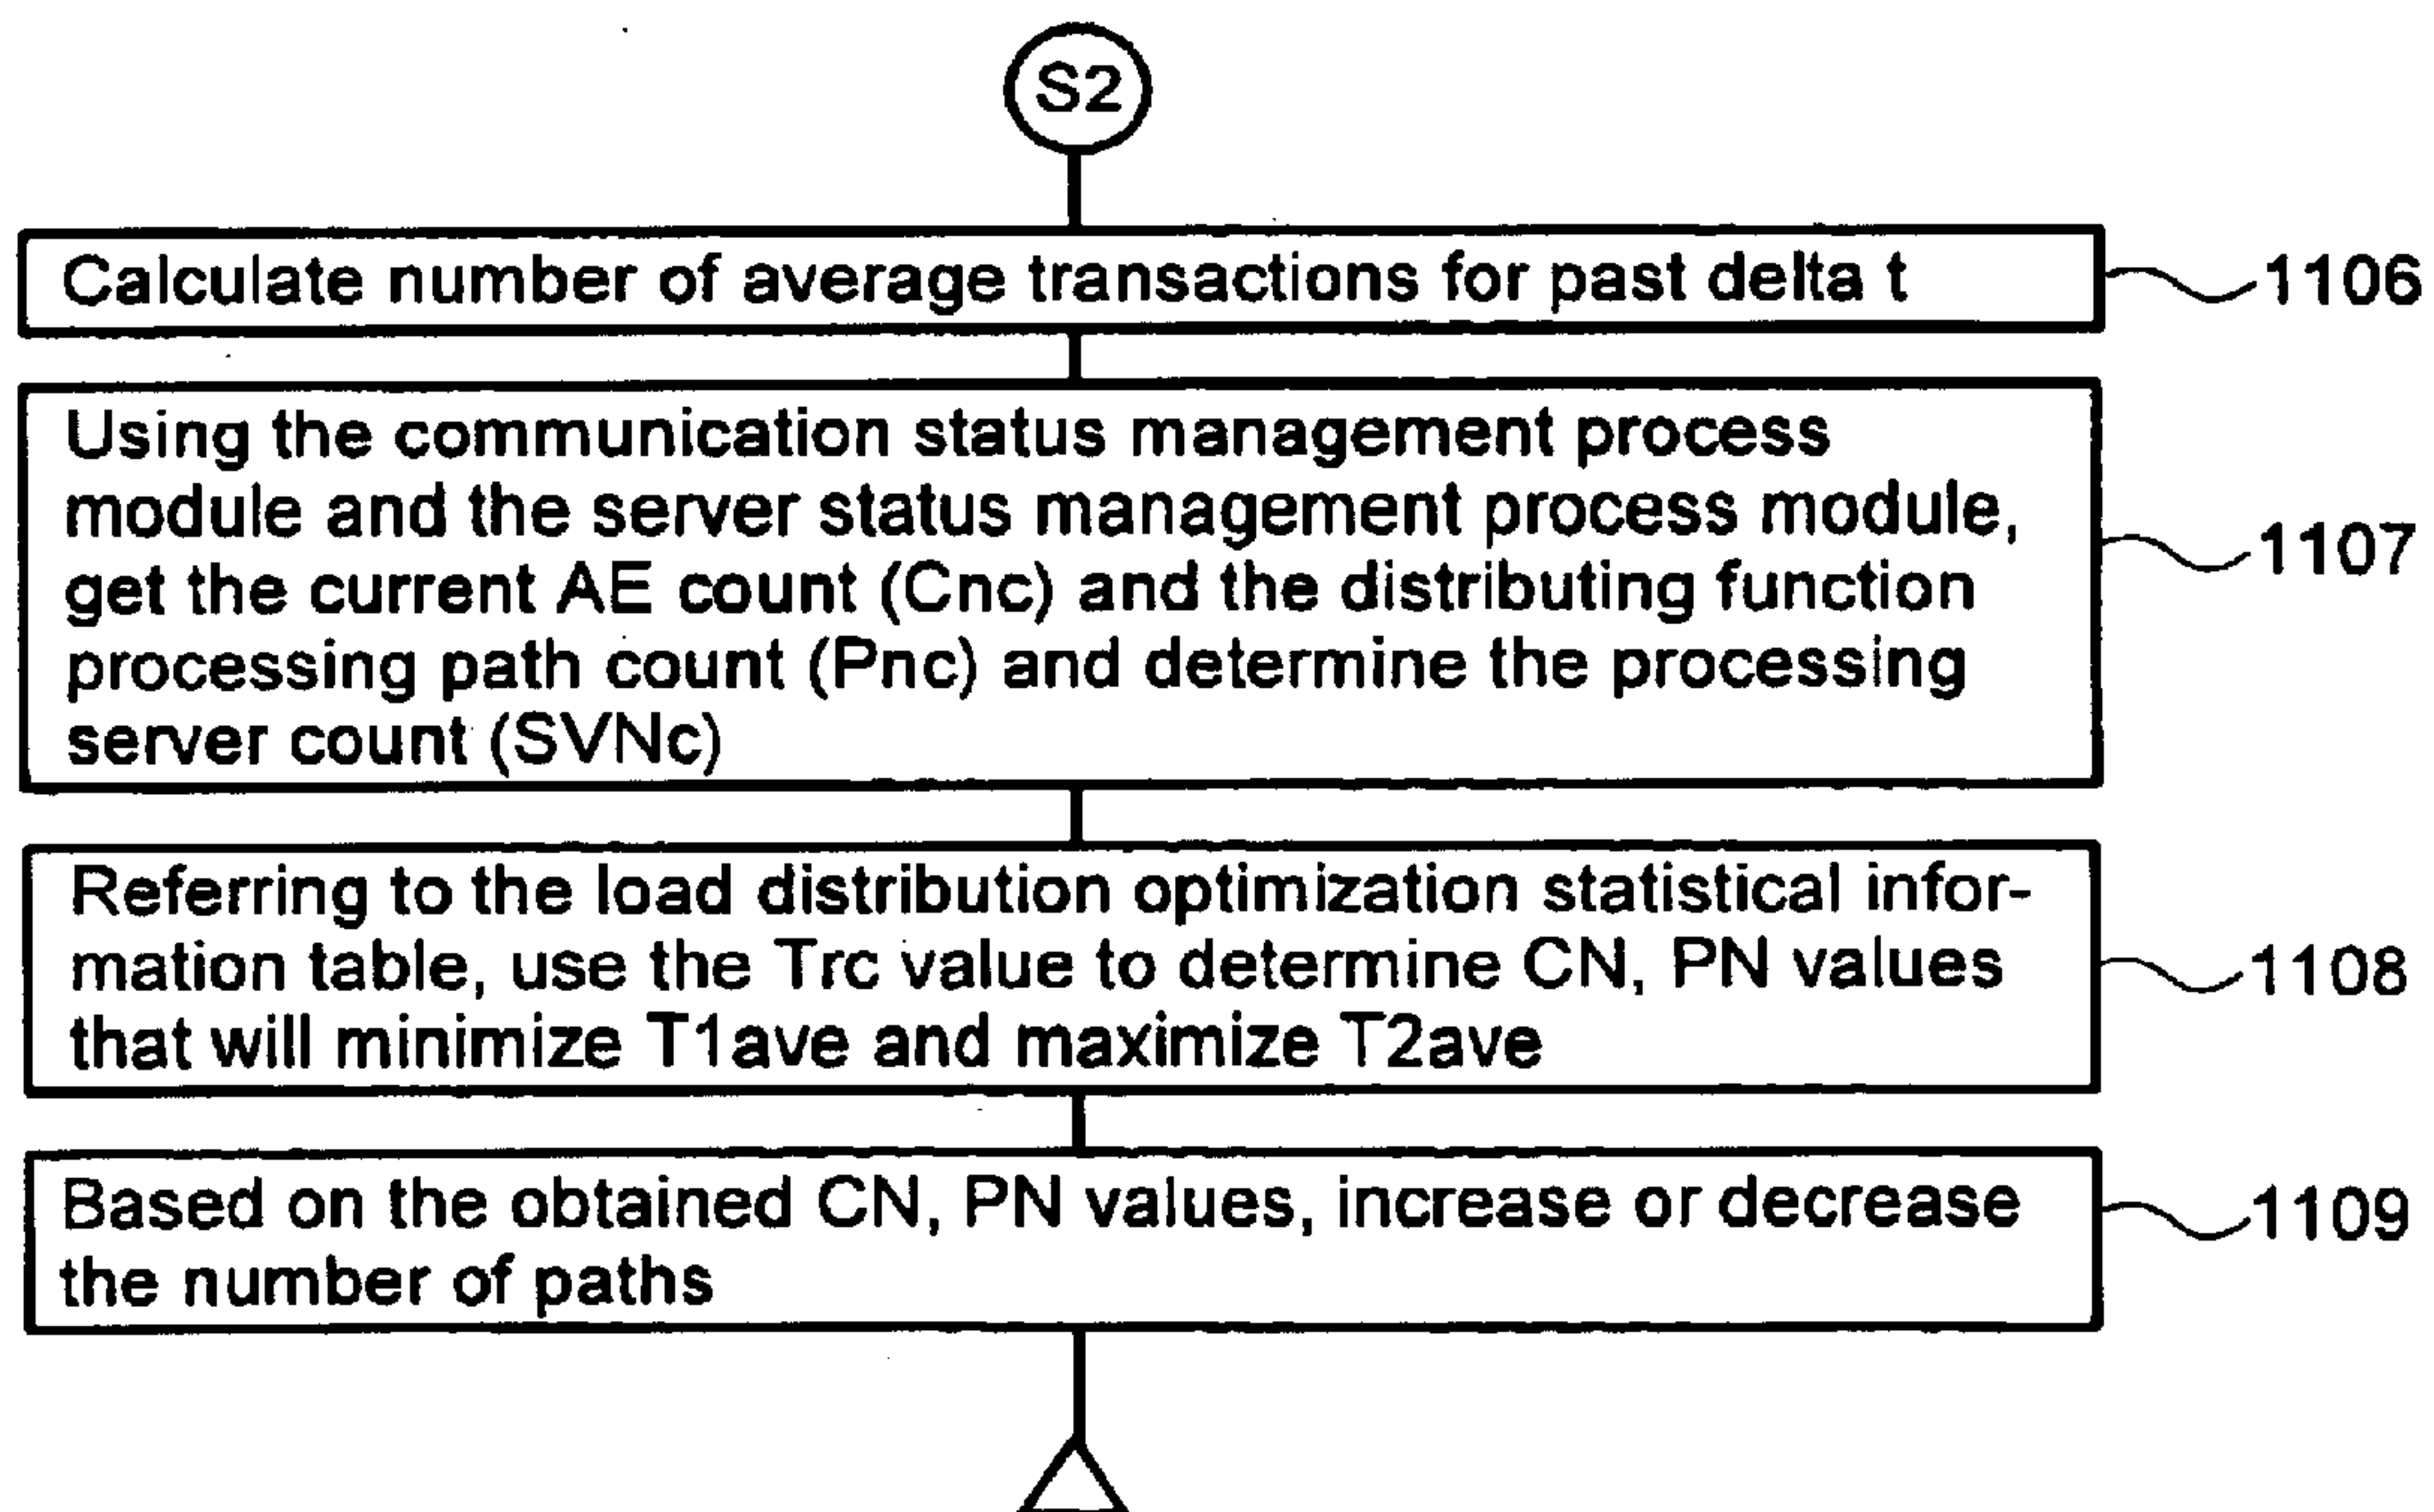 S2
Calculate number of average transactions for past delta t
1106
Using the communication status management process
module and the server status management process module,
get the current AE count (Cnc) and the distributing function
processing path count (Pnc) and determine the processing
server count (SVNc)
1107
Referring to the load distribution optimization statistical infor-
mation table, use the Trc value to determine CN, PN values
that will minimize T1ave and maximize T2ave
1108
Based on the obtained CN, PN values, increase or decrease
the number of paths
1109